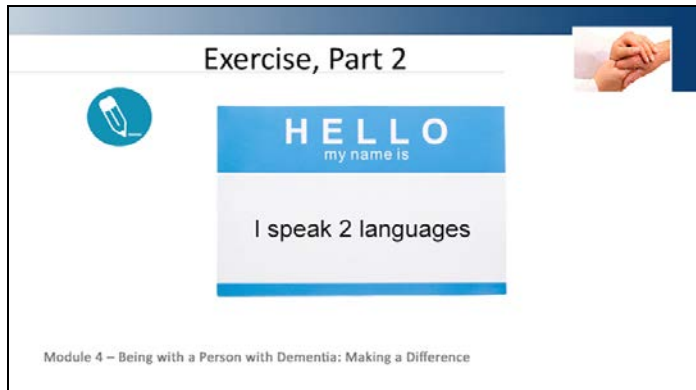 Exercise, Part 2
HELLO
my name is
I speak 2 languages
Module 4 – Being with a Person with Dementia: Making a Difference